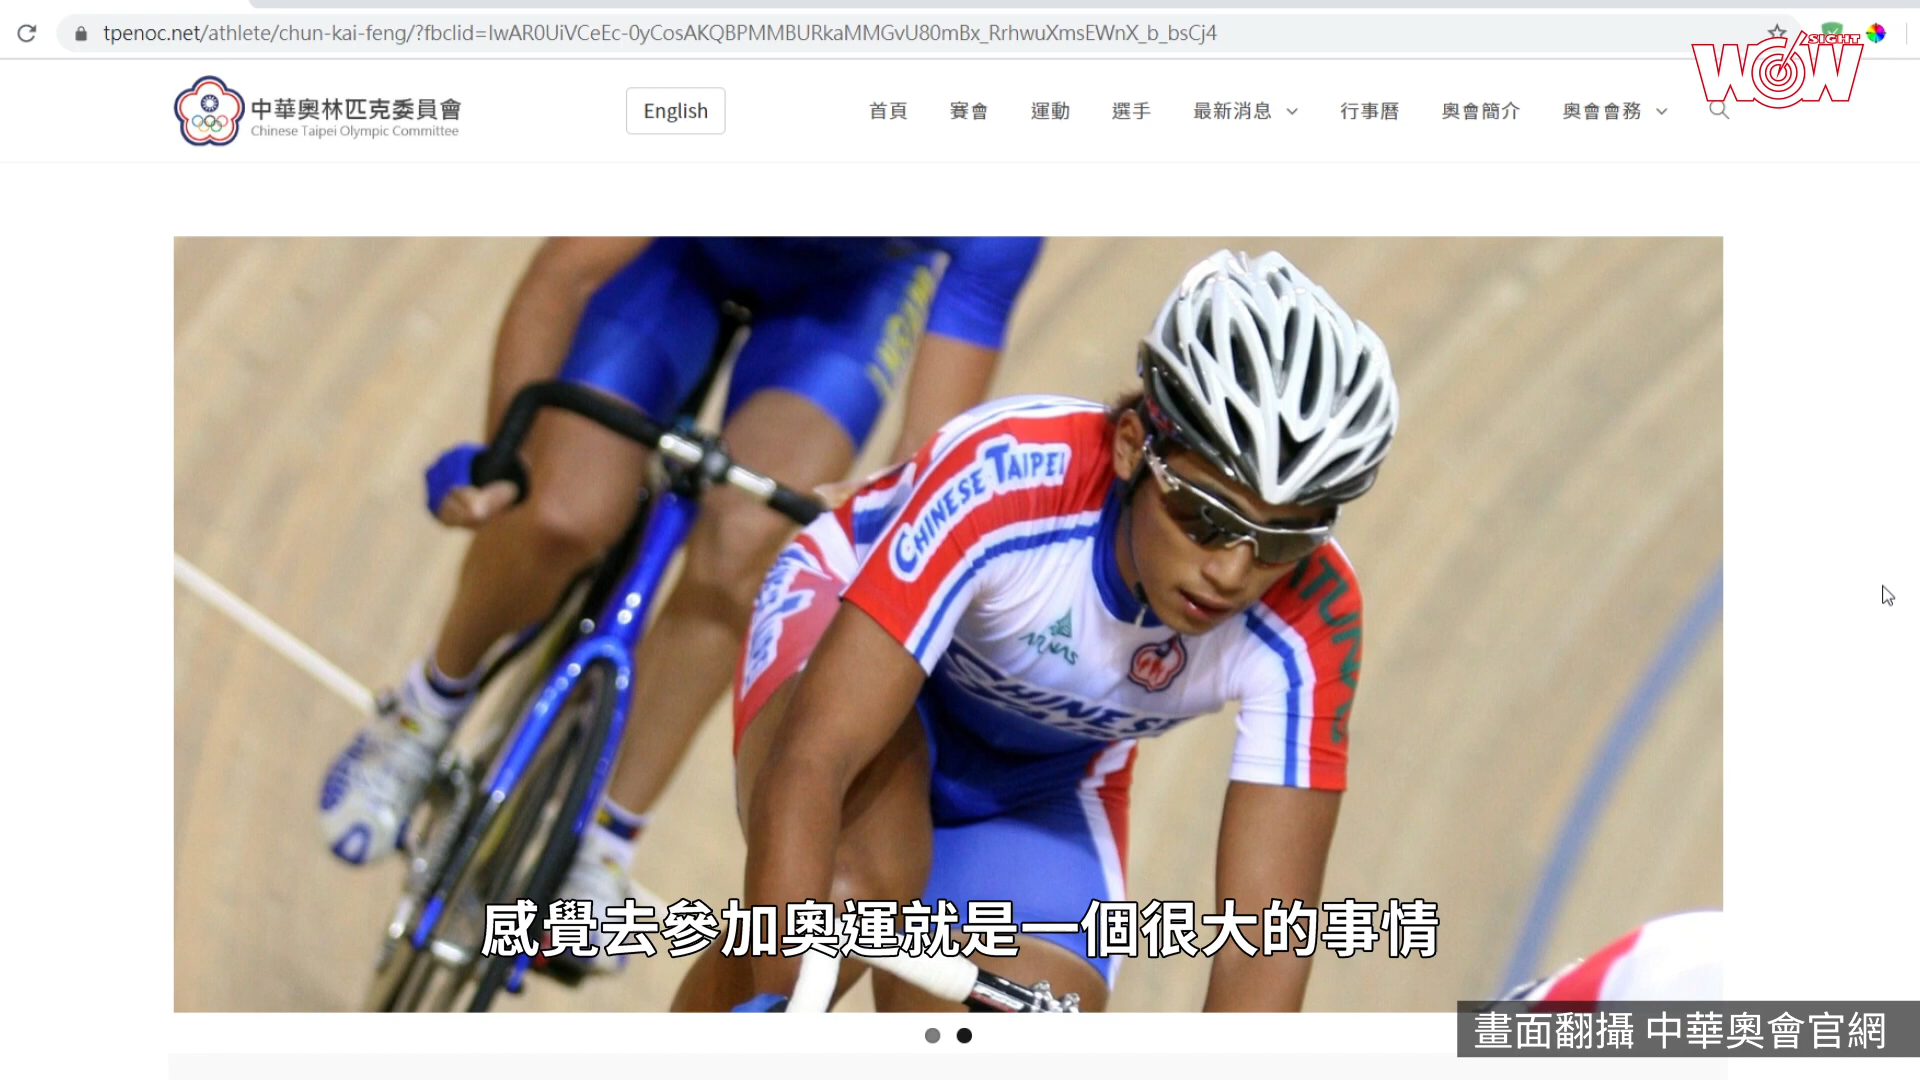 tpenoc.net/athlete/chun-kai-feng/?fbclid=IwAR0UiVCeEc-0yCosAKQBPMMBURkaMMGvU80mBx_RrhwuXmsEWnX_b_bsCj4
WOW
SIGHT
中華奧林匹克委員會
Chinese Taipei Olympic Committee
English
首頁
賽會
運動
選手
最新消息
行事曆
奧會簡介
奧會會務
CHINESE TAIPEI
CHINESE
感覺去參加奧運就是一個很大的事情
畫面翻攝 中華奧會官網